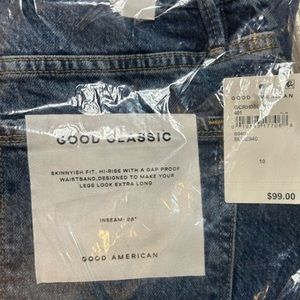 GOOD CLASSIC
SKINNYISH FIT. HI-RISE WITH A GAP PROOF
WAISTBAND, DESIGNED TO MAKE YOUR
LEGS LOOK EXTRA LONG
INSEAM: 28"
GOOD AMERICAN
GOOD AMERICAN
401
10
$99.00